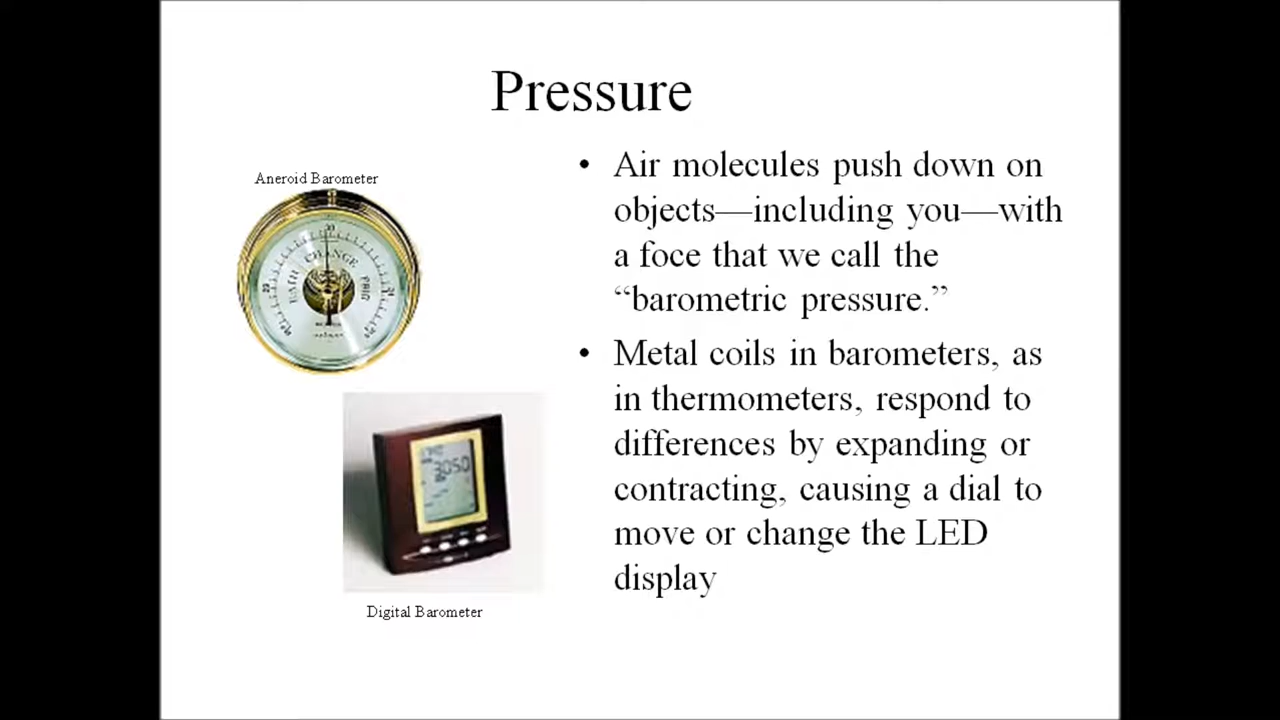 Pressure
Aneroid Barometer
CHANGE
• Air molecules push down on
objects—including you—with
a foce that we call the
“barometric pressure.”
• Metal coils in barometers, as
in thermometers, respond to
differences by expanding or
contracting, causing a dial to
move or change the LED
display
Digital Barometer